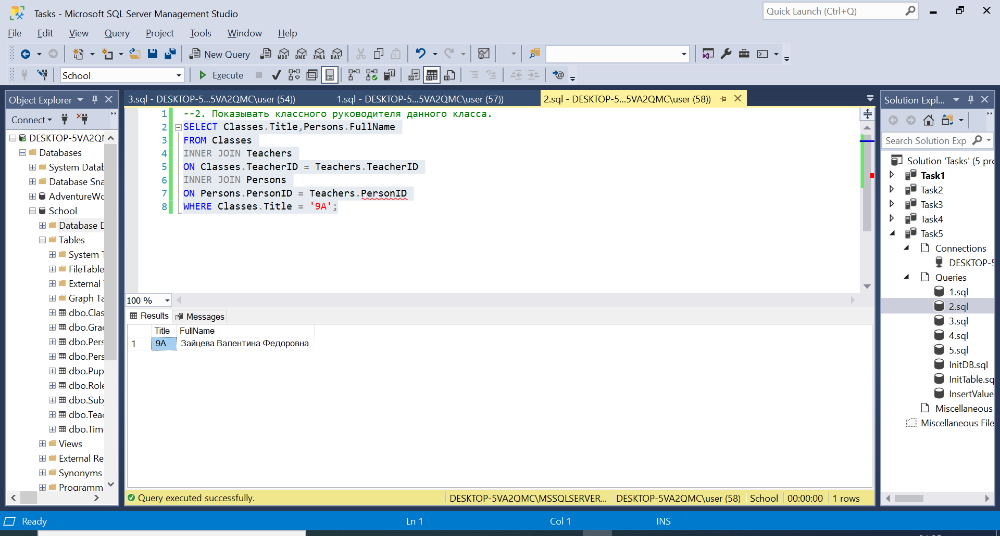 Tasks - Microsoft SQL Server Management Studio
Quick Launch (Ctrl+Q)
File Edit View Query Project Tools Window Help
New Query MDX DMX XMLA DAX
School Execute
Object Explorer
Connect
DESKTOP-5VA2Q
Databases
System Datab
Database Sna
AdventureWo
School
Database D
Tables
System T
FileTable
External
Graph Ta
dbo.Clas
dbo.Grad
dbo.Pers
dbo.Pers
dbo.Pup
dbo.Role
dbo.Sub
dbo.Teac
dbo.Tim
Views
External Re
Synonyms
Programm
3.sql - DESKTOP-5...5VA2QMC\user (54)) 1.sql - DESKTOP-5...5VA2QMC\user (57)) 2.sql - DESKTOP-5...5VA2QMC\user (58))
1 --2. Показывать классного руководителя данного класса.
2 SELECT Classes.Title,Persons.FullName
3 FROM Classes
4 INNER JOIN Teachers
5 ON Classes.TeacherID = Teachers.TeacherID
6 INNER JOIN Persons
7 ON Persons.PersonID = Teachers.PersonID
8 WHERE Classes.Title = '9A';
100 %
Results Messages
Title FullName
1 9A Зайцева Валентина Федоровна
Query executed successfully. DESKTOP-5VA2QMC\MSSQLSERVER... DESKTOP-5VA2QMC\user (58) School 00:00:00 1 rows
Solution Expl...
Search Solution Exp
Solution 'Tasks' (5 pro
Task1
Task2
Task3
Task4
Task5
Connections
DESKTOP-5
Queries
1.sql
2.sql
3.sql
4.sql
5.sql
InitDB.sql
InitTable.sq
InsertValue
Miscellaneous
Miscellaneous File
Ready Ln 1 Col 1 INS